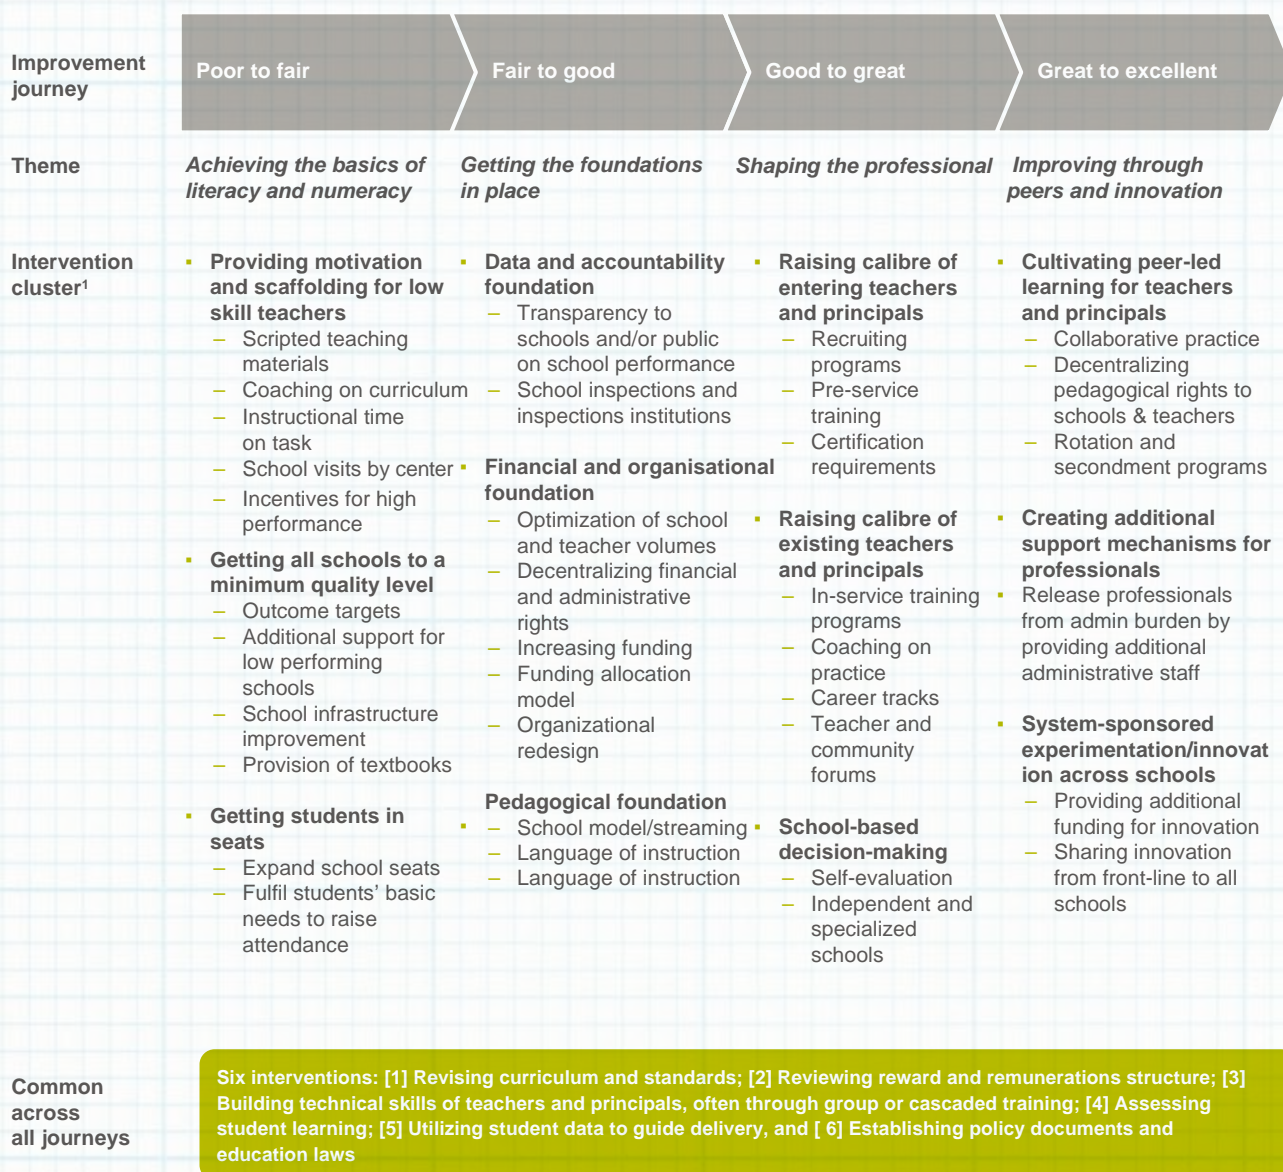 Improvement
journey
Poor to fair
Fair to good
Good to great
Great to excellent
Theme
Achieving the basics of
literacy and numeracy
Getting the foundations
in place
Shaping the professional
Improving through
peers and innovation
Intervention
cluster¹
▪ Providing motivation
and scaffolding for low
skill teachers
– Scripted teaching
materials
– Coaching on curriculum
– Instructional time
on task
– School visits by center
– Incentives for high
performance
▪ Getting all schools to a
minimum quality level
– Outcome targets
– Additional support for
low performing
schools
– School infrastructure
improvement
– Provision of textbooks
▪ Getting students in
seats
– Expand school seats
– Fulfil students’ basic
needs to raise
attendance
▪ Data and accountability
foundation
– Transparency to
schools and/or public
on school performance
– School inspections and
inspections institutions
▪ Financial and organisational
foundation
– Optimization of school
and teacher volumes
– Decentralizing financial
and administrative
rights
– Increasing funding
– Funding allocation
model
– Organizational
redesign
Pedagogical foundation
▪ – School model/streaming
– Language of instruction
– Language of instruction
▪ Raising calibre of
entering teachers
and principals
– Recruiting
programs
– Pre-service
training
– Certification
requirements
▪ Raising calibre of
existing teachers
and principals
– In-service training
programs
– Coaching on
practice
– Career tracks
– Teacher and
community
forums
▪ School-based
decision-making
– Self-evaluation
– Independent and
specialized
schools
▪ Cultivating peer-led
learning for teachers
and principals
– Collaborative practice
– Decentralizing
pedagogical rights to
schools & teachers
– Rotation and
secondment programs
▪ Creating additional
support mechanisms for
professionals
▪ Release professionals
from admin burden by
providing additional
administrative staff
▪ System-sponsored
experimentation/innovat
ion across schools
– Providing additional
funding for innovation
– Sharing innovation
from front-line to all
schools
Common
across
all journeys
Six interventions: [1] Revising curriculum and standards; [2] Reviewing reward and remunerations structure; [3]
Building technical skills of teachers and principals, often through group or cascaded training; [4] Assessing
student learning; [5] Utilizing student data to guide delivery, and [ 6] Establishing policy documents and
education laws